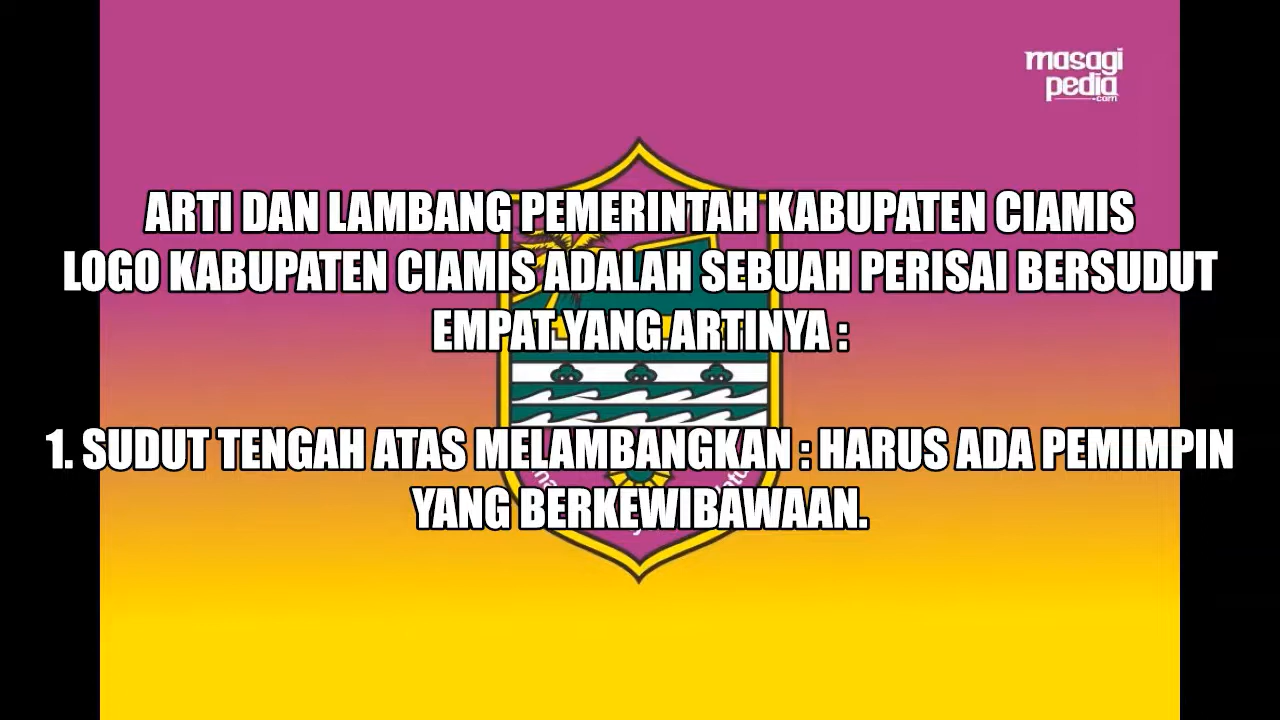 masagi
pedia
.com
ARTI DAN LAMBANG PEMERINTAH KABUPATEN CIAMIS
LOGO KABUPATEN CIAMIS ADALAH SEBUAH PERISAI BERSUDUT
EMPAT YANG ARTINYA :
1. SUDUT TENGAH ATAS MELAMBANGKAN : HARUS ADA PEMIMPIN
YANG BERKEWIBAWAAN.